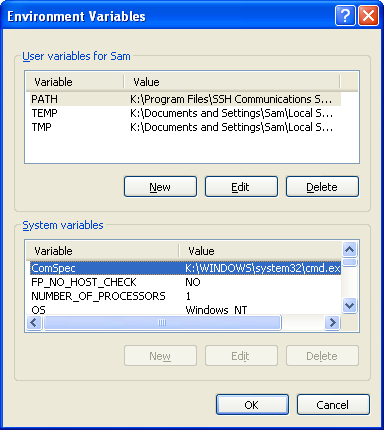 Environment Variables
User variables for Sam
Variable Value
PATH K:\Program Files\SSH Communications S...
TEMP K:\Documents and Settings\Sam\Local S...
TMP K:\Documents and Settings\Sam\Local S...
New Edit Delete
System variables
Variable Value
ComSpec K:\WINDOWS\system32\cmd.ex
FP_NO_HOST_CHECK NO
NUMBER_OF_PROCESSORS 1
OS Windows_NT
New Edit Delete
OK Cancel